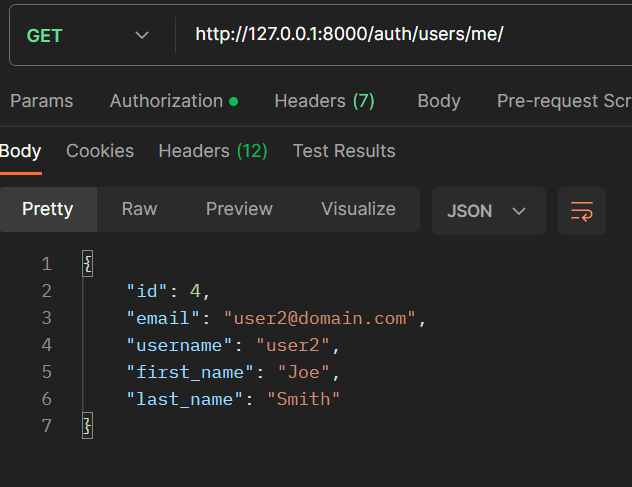 GET http://127.0.0.1:8000/auth/users/me/
Params Authorization Headers (7) Body Pre-request Scr
Body Cookies Headers (12) Test Results
Pretty Raw Preview Visualize JSON
1 {
2 "id": 4,
3 "email": "user2@domain.com",
4 "username": "user2",
5 "first_name": "Joe",
6 "last_name": "Smith"
7 }